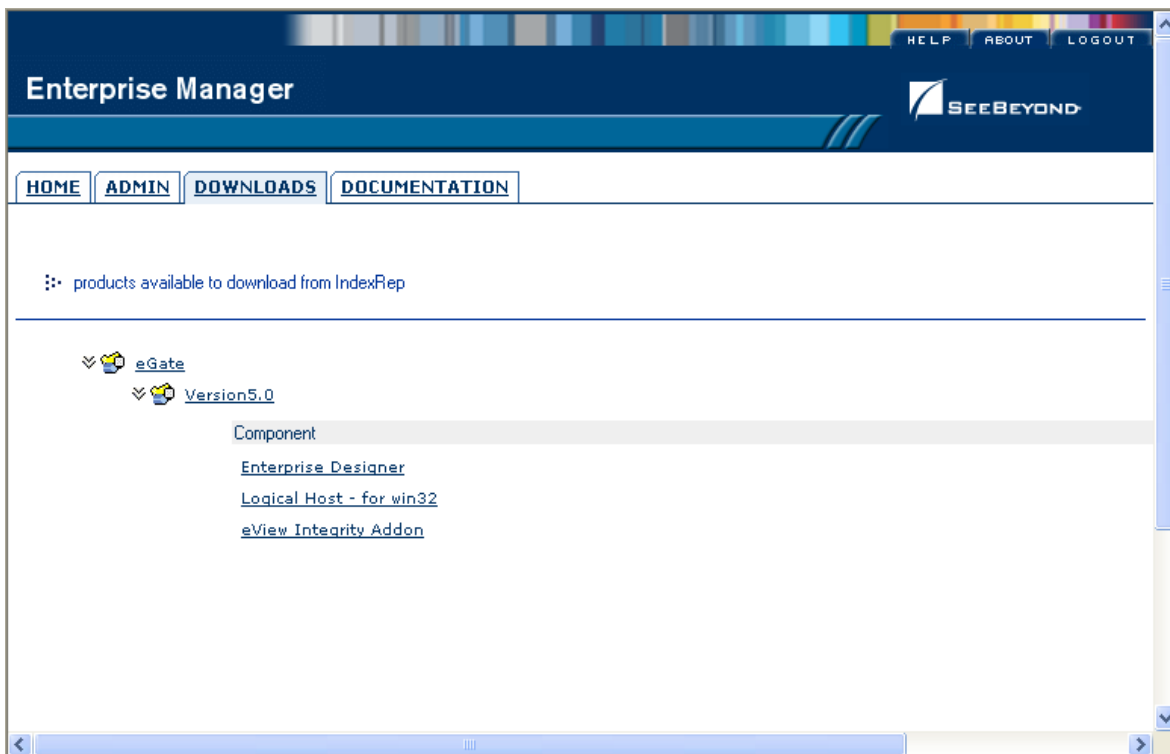 HELP ABOUT LOGOUT
Enterprise Manager
SEEBEYOND
HOME ADMIN DOWNLOADS DOCUMENTATION
products available to download from IndexRep
eGate
Version5.0
Component
Enterprise Designer
Logical Host - for win32
eView Integrity Addon